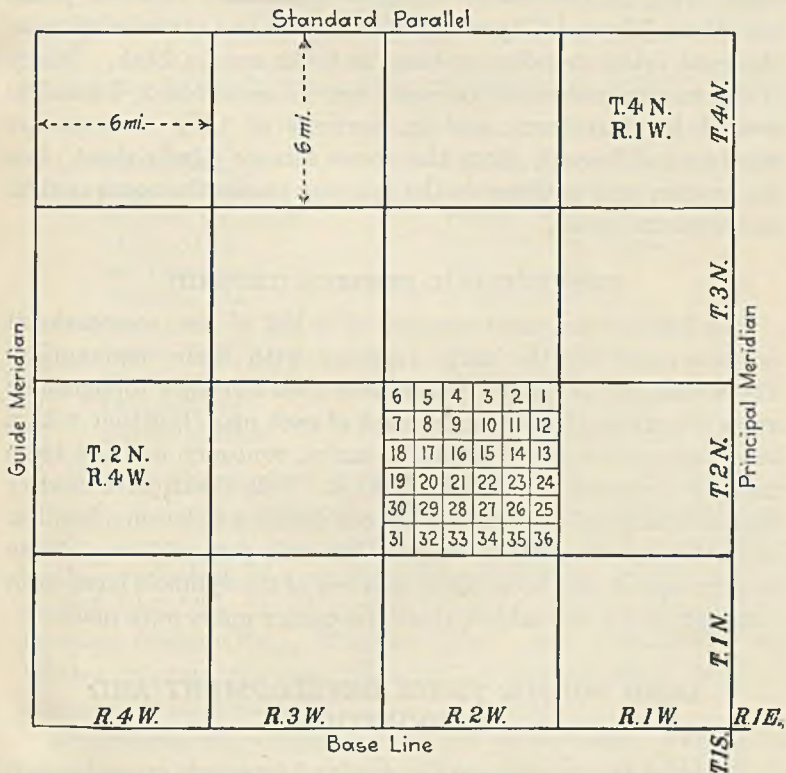 Standard Parallel
6 mi.
6 mi.
T.4 N.
R.1 W.
T.4 N.
Guide Meridian
T.3 N.
Principal Meridian
6 5 4 3 2 1
7 8 9 10 11 12
18 17 16 15 14 13
19 20 21 22 23 24
30 29 28 27 26 25
31 32 33 34 35 36
T.2 N.
R.4 W.
T.2 N.
T.1 N.
R.4 W. R.3 W. R.2 W. R.1 W. R.1E.
Base Line
T.1S.